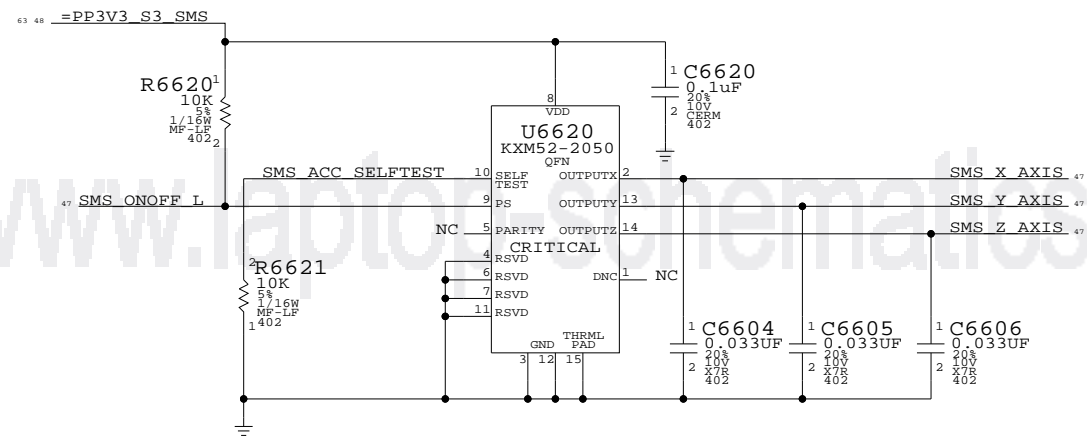 63 48 =PP3V3_S3_SMS
R6620
1
10K
5%
1/16W
MF-LF
402
2
1 C6620
0.1uF
20%
2 10V
CERM
402
8
VDD
U6620
KXM52-2050
QFN
SMS_ACC_SELFTEST 10 SELF TEST OUTPUTX 2 SMS_X_AXIS 47
47 SMS_ONOFF_L 9 PS OUTPUTY 13 SMS_Y_AXIS 47
NC 5 PARITY OUTPUTZ 14 SMS_Z_AXIS 47
CRITICAL
4 RSVD
6 RSVD DNC 1 NC
7 RSVD
11 RSVD
THRML
GND PAD
3 12 15
2 R6621
10K
5%
1/16W
MF-LF
1 402
1 C6604
0.033UF
20%
2 10V
X7R
402
1 C6605
0.033UF
20%
2 10V
X7R
402
1 C6606
0.033UF
20%
2 10V
X7R
402
www.laptop-schematics